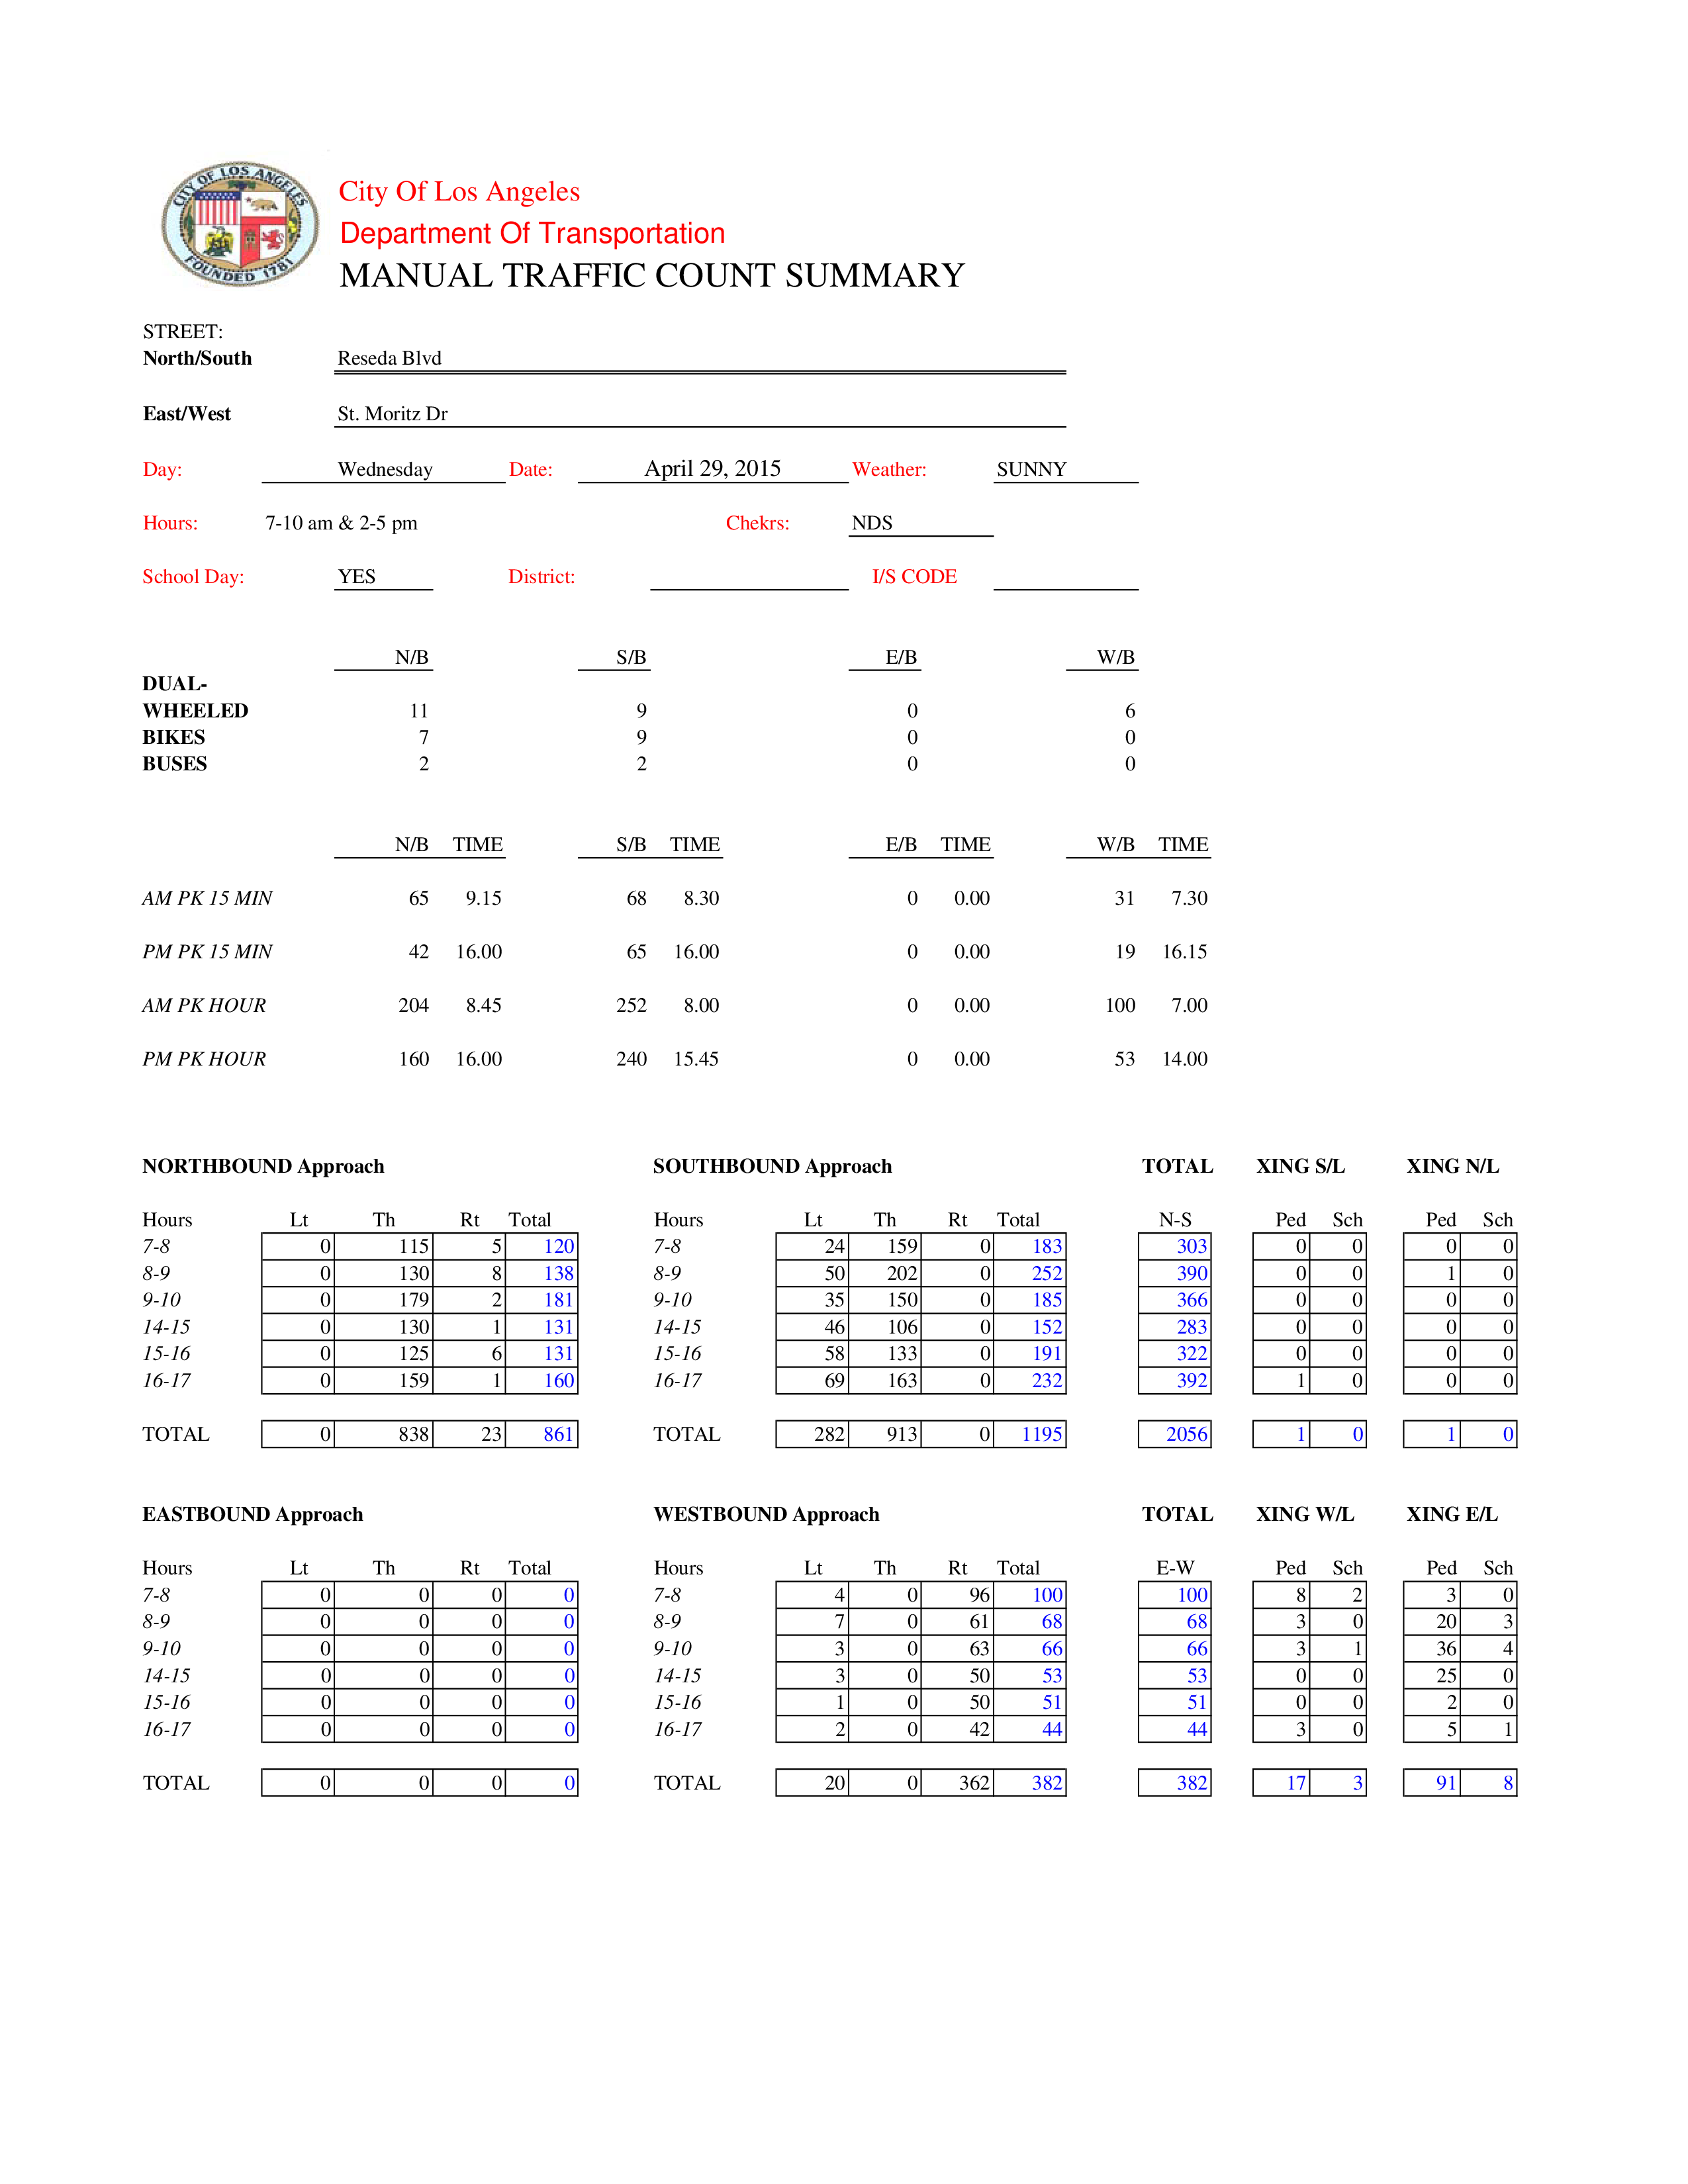 CITY OF LOS ANGELES
FOUNDED 1781
City Of Los Angeles
Department Of Transportation
MANUAL TRAFFIC COUNT SUMMARY
STREET:
North/South Reseda Blvd
East/West St. Moritz Dr
Day: Wednesday Date: April 29, 2015 Weather: SUNNY
Hours: 7-10 am & 2-5 pm Chekrs: NDS
School Day: YES District: I/S CODE
N/B S/B E/B W/B
DUAL-
WHEELED 11 9 0 6
BIKES 7 9 0 0
BUSES 2 2 0 0
N/B TIME S/B TIME E/B TIME W/B TIME
AM PK 15 MIN 65 9.15 68 8.30 0 0.00 31 7.30
PM PK 15 MIN 42 16.00 65 16.00 0 0.00 19 16.15
AM PK HOUR 204 8.45 252 8.00 0 0.00 100 7.00
PM PK HOUR 160 16.00 240 15.45 0 0.00 53 14.00
NORTHBOUND Approach SOUTHBOUND Approach TOTAL XING S/L XING N/L
Hours Lt Th Rt Total Hours Lt Th Rt Total N-S Ped Sch Ped Sch
7-8 0 115 5 120 7-8 24 159 0 183 303 0 0 0 0
8-9 0 130 8 138 8-9 50 202 0 252 390 0 0 1 0
9-10 0 179 2 181 9-10 35 150 0 185 366 0 0 0 0
14-15 0 130 1 131 14-15 46 106 0 152 283 0 0 0 0
15-16 0 125 6 131 15-16 58 133 0 191 322 0 0 0 0
16-17 0 159 1 160 16-17 69 163 0 232 392 1 0 0 0
TOTAL 0 838 23 861 TOTAL 282 913 0 1195 2056 1 0 1 0
EASTBOUND Approach WESTBOUND Approach TOTAL XING W/L XING E/L
Hours Lt Th Rt Total Hours Lt Th Rt Total E-W Ped Sch Ped Sch
7-8 0 0 0 0 7-8 4 0 96 100 100 8 2 3 0
8-9 0 0 0 0 8-9 7 0 61 68 68 3 0 20 3
9-10 0 0 0 0 9-10 3 0 63 66 66 3 1 36 4
14-15 0 0 0 0 14-15 3 0 50 53 53 0 0 25 0
15-16 0 0 0 0 15-16 1 0 50 51 51 0 0 2 0
16-17 0 0 0 0 16-17 2 0 42 44 44 3 0 5 1
TOTAL 0 0 0 0 TOTAL 20 0 362 382 382 17 3 91 8